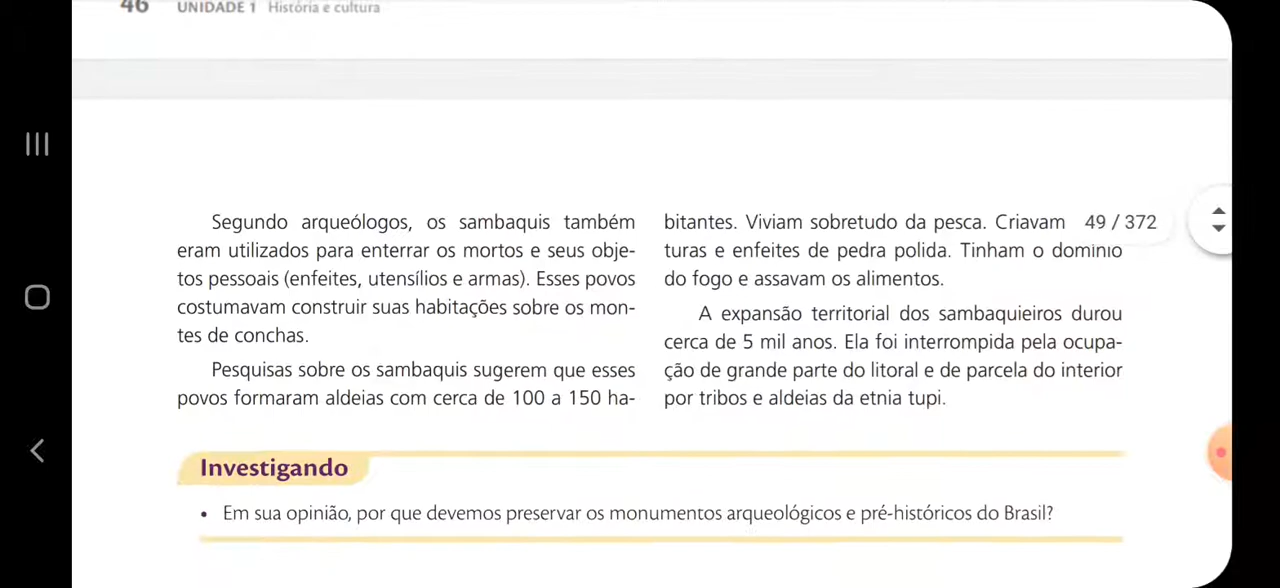 46 UNIDADE 1 História e cultura
Segundo arqueólogos, os sambaquis também
eram utilizados para enterrar os mortos e seus obje-
tos pessoais (enfeites, utensílios e armas). Esses povos
costumavam construir suas habitações sobre os mon-
tes de conchas.
Pesquisas sobre os sambaquis sugerem que esses
povos formaram aldeias com cerca de 100 a 150 ha-
bitantes. Viviam sobretudo da pesca. Criavam
turas e enfeites de pedra polida. Tinham o domínio
do fogo e assavam os alimentos.
A expansão territorial dos sambaquieiros durou
cerca de 5 mil anos. Ela foi interrompida pela ocupa-
ção de grande parte do litoral e de parcela do interior
por tribos e aldeias da etnia tupi.
49 / 372
Investigando
• Em sua opinião, por que devemos preservar os monumentos arqueológicos e pré-históricos do Brasil?